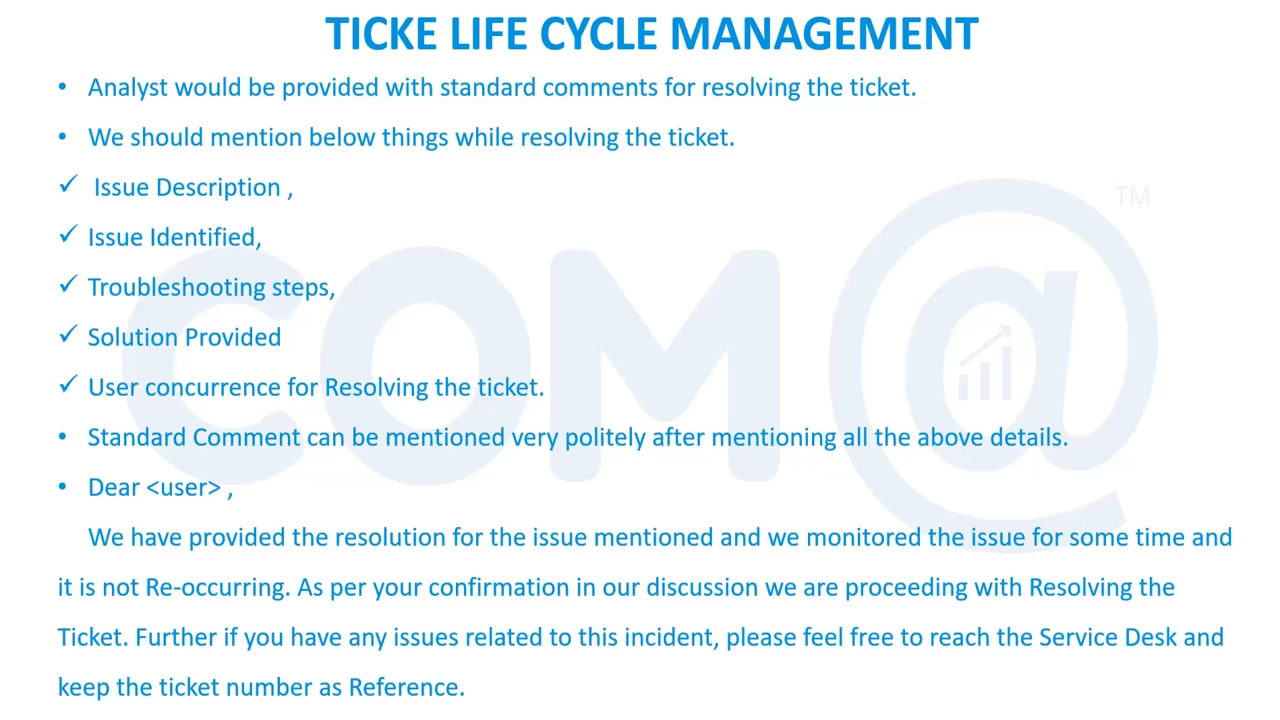 TICKE LIFE CYCLE MANAGEMENT
• Analyst would be provided with standard comments for resolving the ticket.
• We should mention below things while resolving the ticket.
✓ Issue Description ,
✓ Issue Identified,
✓ Troubleshooting steps,
✓ Solution Provided
✓ User concurrence for Resolving the ticket.
• Standard Comment can be mentioned very politely after mentioning all the above details.
• Dear <user> ,
We have provided the resolution for the issue mentioned and we monitored the issue for some time and
it is not Re-occurring. As per your confirmation in our discussion we are proceeding with Resolving the
Ticket. Further if you have any issues related to this incident, please feel free to reach the Service Desk and
keep the ticket number as Reference.
COM@
TM